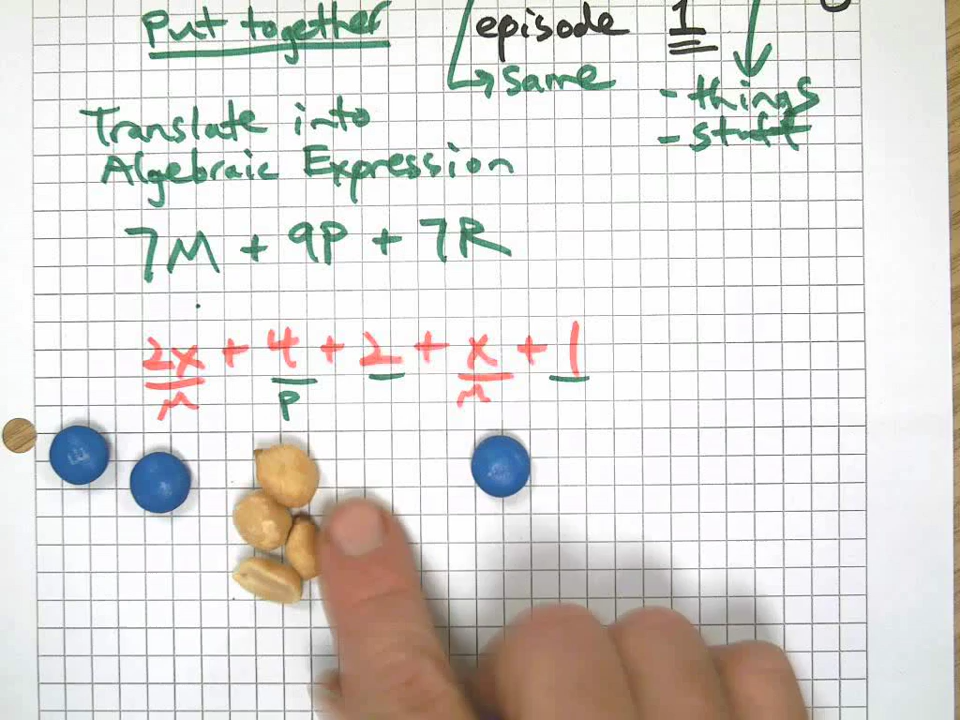 Put together
episode 1
same
- things
- stuff
Translate into
Algebraic Expression
7M + 9P + 7R
2x + 4 + 2 + x + 1
M P M
m